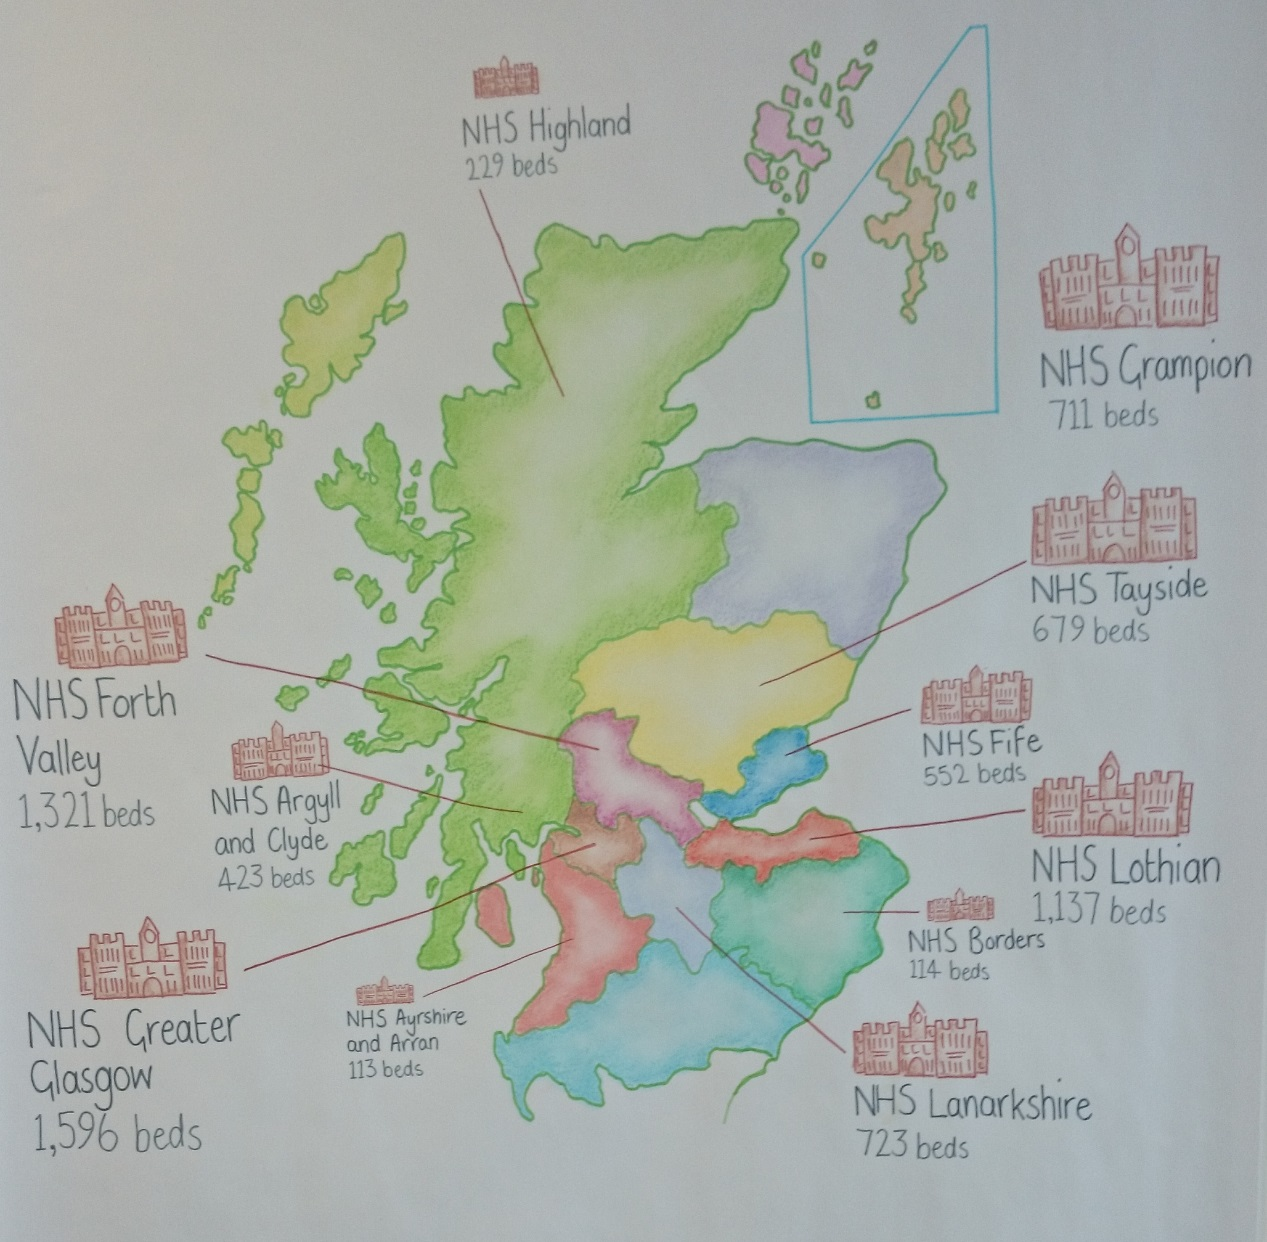 NHS Highland
229 beds
NHS Grampion
711 beds
NHS Tayside
679 beds
NHS Forth
Valley
1,321 beds
NHS Fife
552 beds
NHS Argyll
and Clyde
423 beds
NHS Lothian
1,137 beds
NHS Borders
114 beds
NHS Greater
Glasgow
1,596 beds
NHS Ayrshire
and Arran
113 beds
NHS Lanarkshire
723 beds